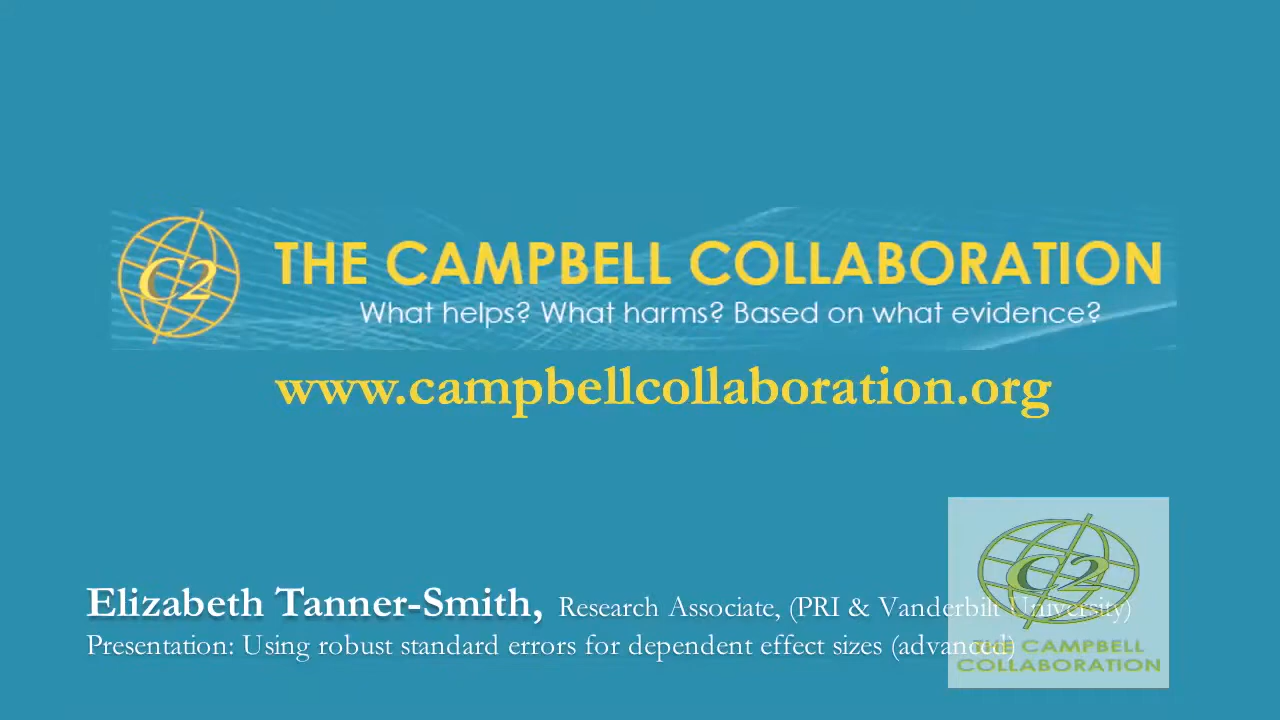 C2
THE CAMPBELL COLLABORATION
What helps? What harms? Based on what evidence?
www.campbellcollaboration.org
Elizabeth Tanner-Smith, Research Associate, (PRI & Vanderbilt University)
Presentation: Using robust standard errors for dependent effect sizes (advanced)
C2
THE CAMPBELL
COLLABORATION